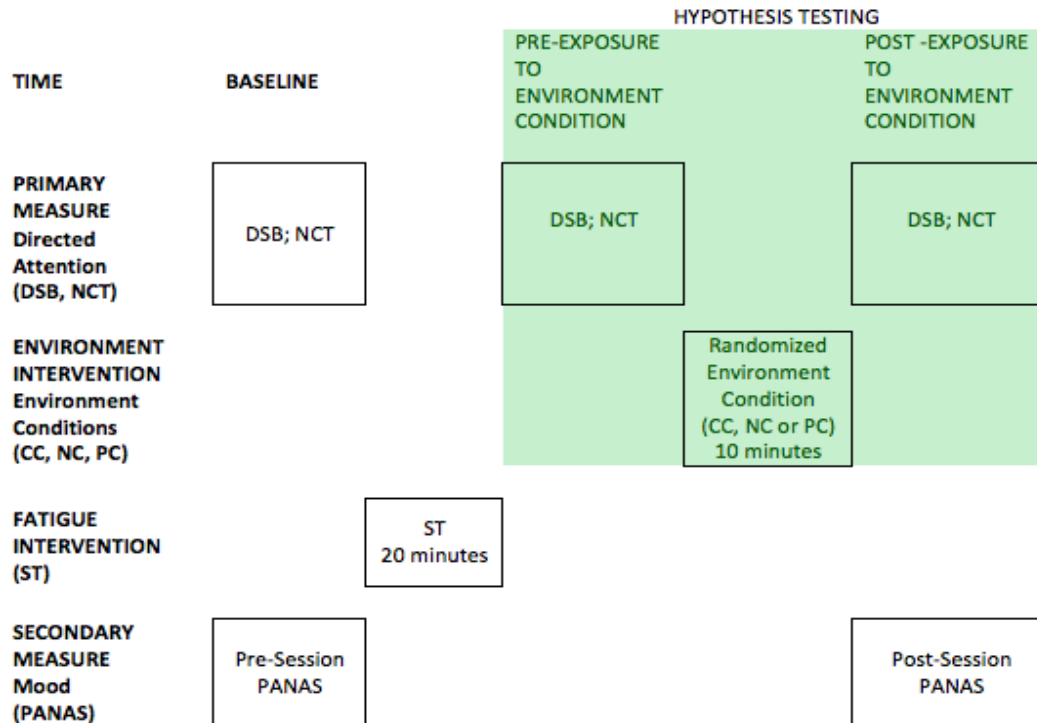 HYPOTHESIS TESTING
TIME
BASELINE
PRE-EXPOSURE
TO
ENVIRONMENT
CONDITION
POST -EXPOSURE
TO
ENVIRONMENT
CONDITION
PRIMARY
MEASURE
Directed
Attention
(DSB, NCT)
DSB; NCT
DSB; NCT
DSB; NCT
ENVIRONMENT
INTERVENTION
Environment
Conditions
(CC, NC, PC)
Randomized
Environment
Condition
(CC, NC or PC)
10 minutes
FATIGUE
INTERVENTION
(ST)
ST
20 minutes
SECONDARY
MEASURE
Mood
(PANAS)
Pre-Session
PANAS
Post-Session
PANAS